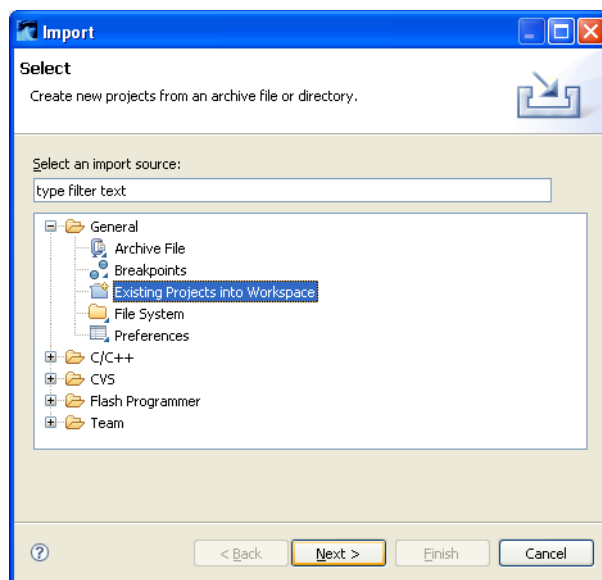 Import
Select
Create new projects from an archive file or directory.
Select an import source:
type filter text
General
Archive File
Breakpoints
Existing Projects into Workspace
File System
Preferences
C/C++
CVS
Flash Programmer
Team
? < Back Next > Finish Cancel